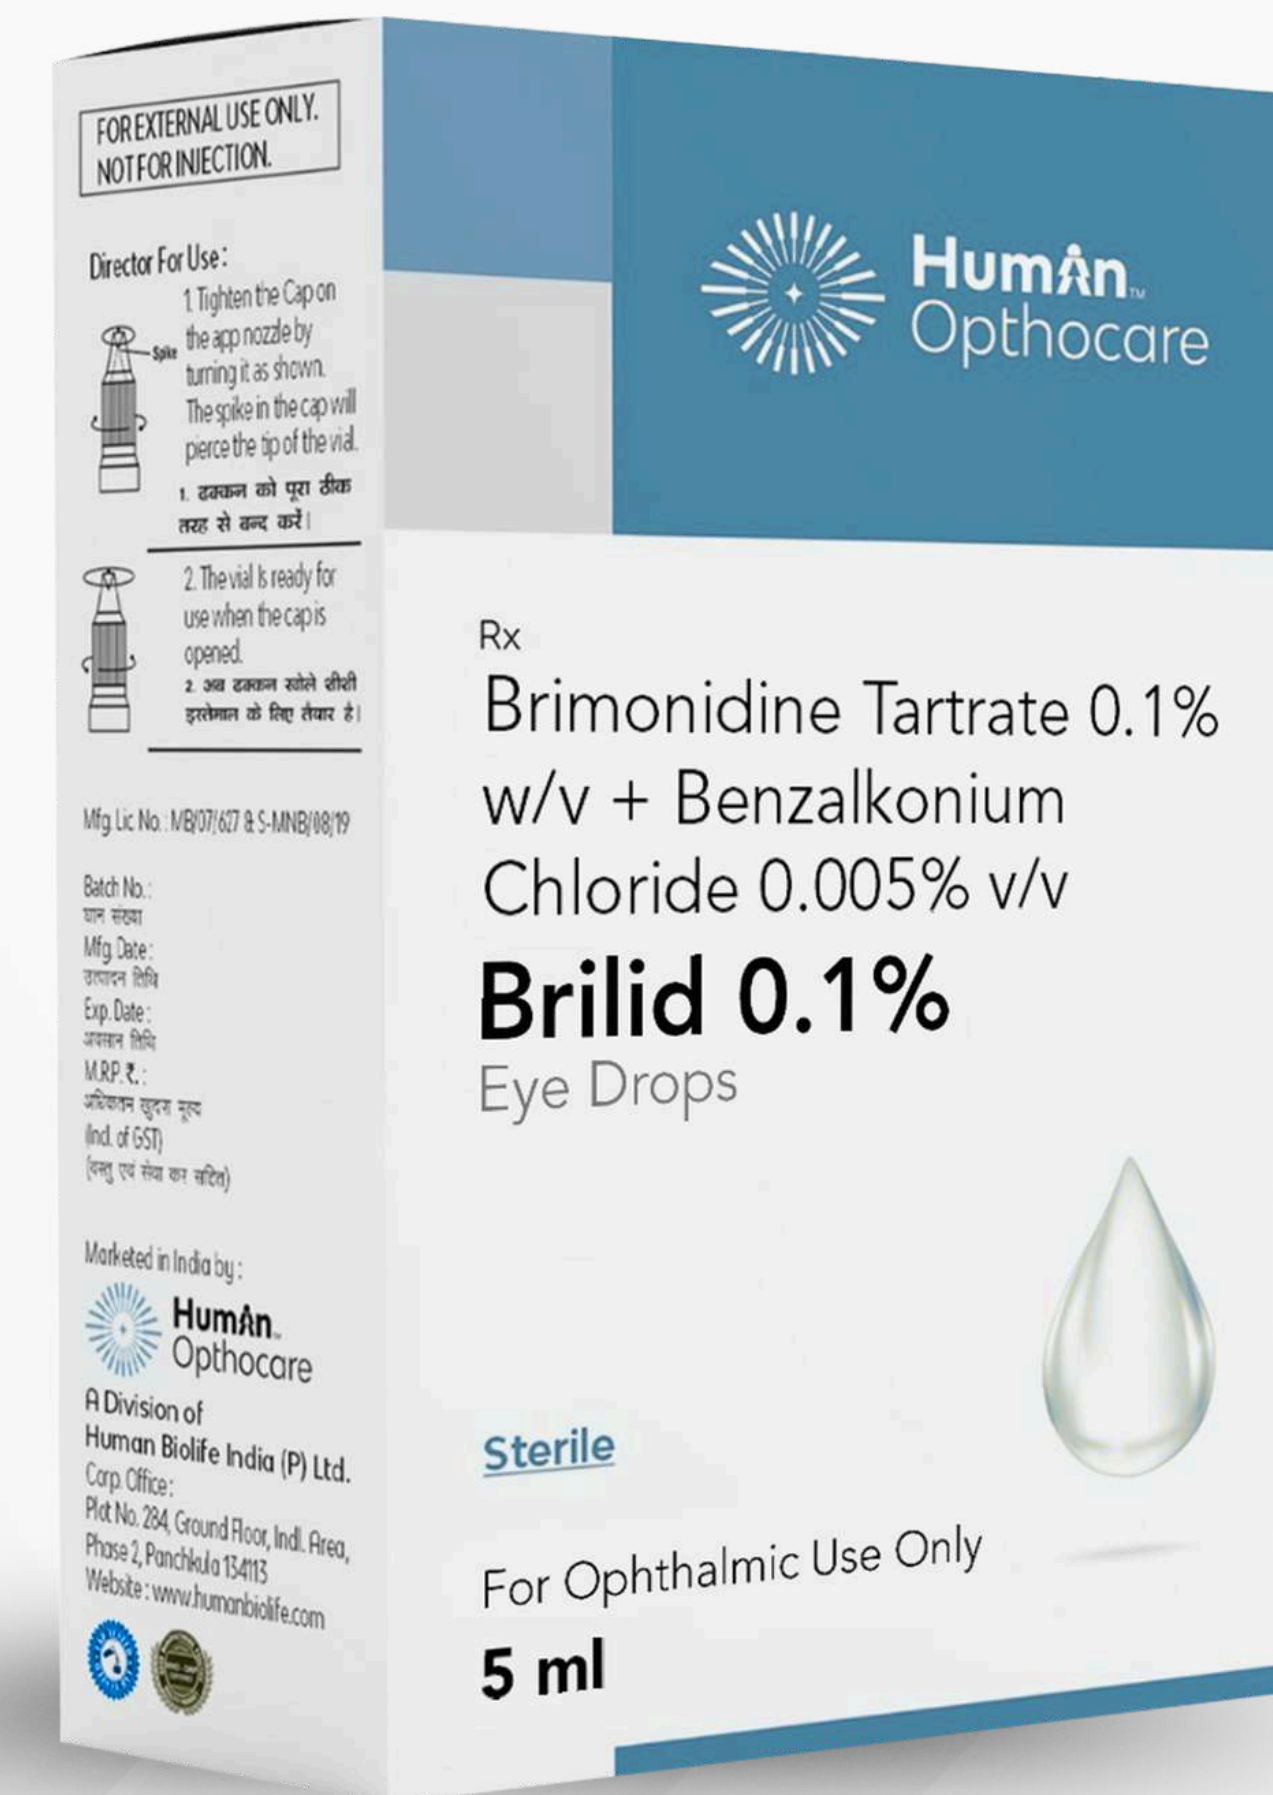 FOR EXTERNAL USE ONLY.
NOT FOR INJECTION.
Director For Use :
1. Tighten the Cap on
the app nozzle by
turning it as shown.
The spike in the cap will
pierce the tip of the vial.
Spike
1. ढक्कन को पूरा ठीक
तरह से बन्द करें।
2. The vial Is ready for
use when the cap is
opened.
2. अब ढक्कन खोले शीशी
इस्तेमाल के लिए तैयार है।
Mfg. Lic No. : MB/07/627 & S-MNB/08/19
Batch No. :
घान संख्या
Mfg. Date :
उत्पादन तिथि
Exp. Date :
अवसान तिथि
M.R.P. ₹. :
अधिकतम खुदरा मूल्य
(Incl. of GST)
(वस्तु एवं सेवा कर सहित)
Marketed in India by :
Human™
Opthocare
A Division of
Human Biolife India (P) Ltd.
Corp. Office :
Plot No. 284, Ground Floor, Indl. Area,
Phase 2, Panchkula 134113
Website : www.humanbiolife.com
Human™
Opthocare
Rx
Brimonidine Tartrate 0.1%
w/v + Benzalkonium
Chloride 0.005% v/v
Brilid 0.1%
Eye Drops
Sterile
For Ophthalmic Use Only
5 ml